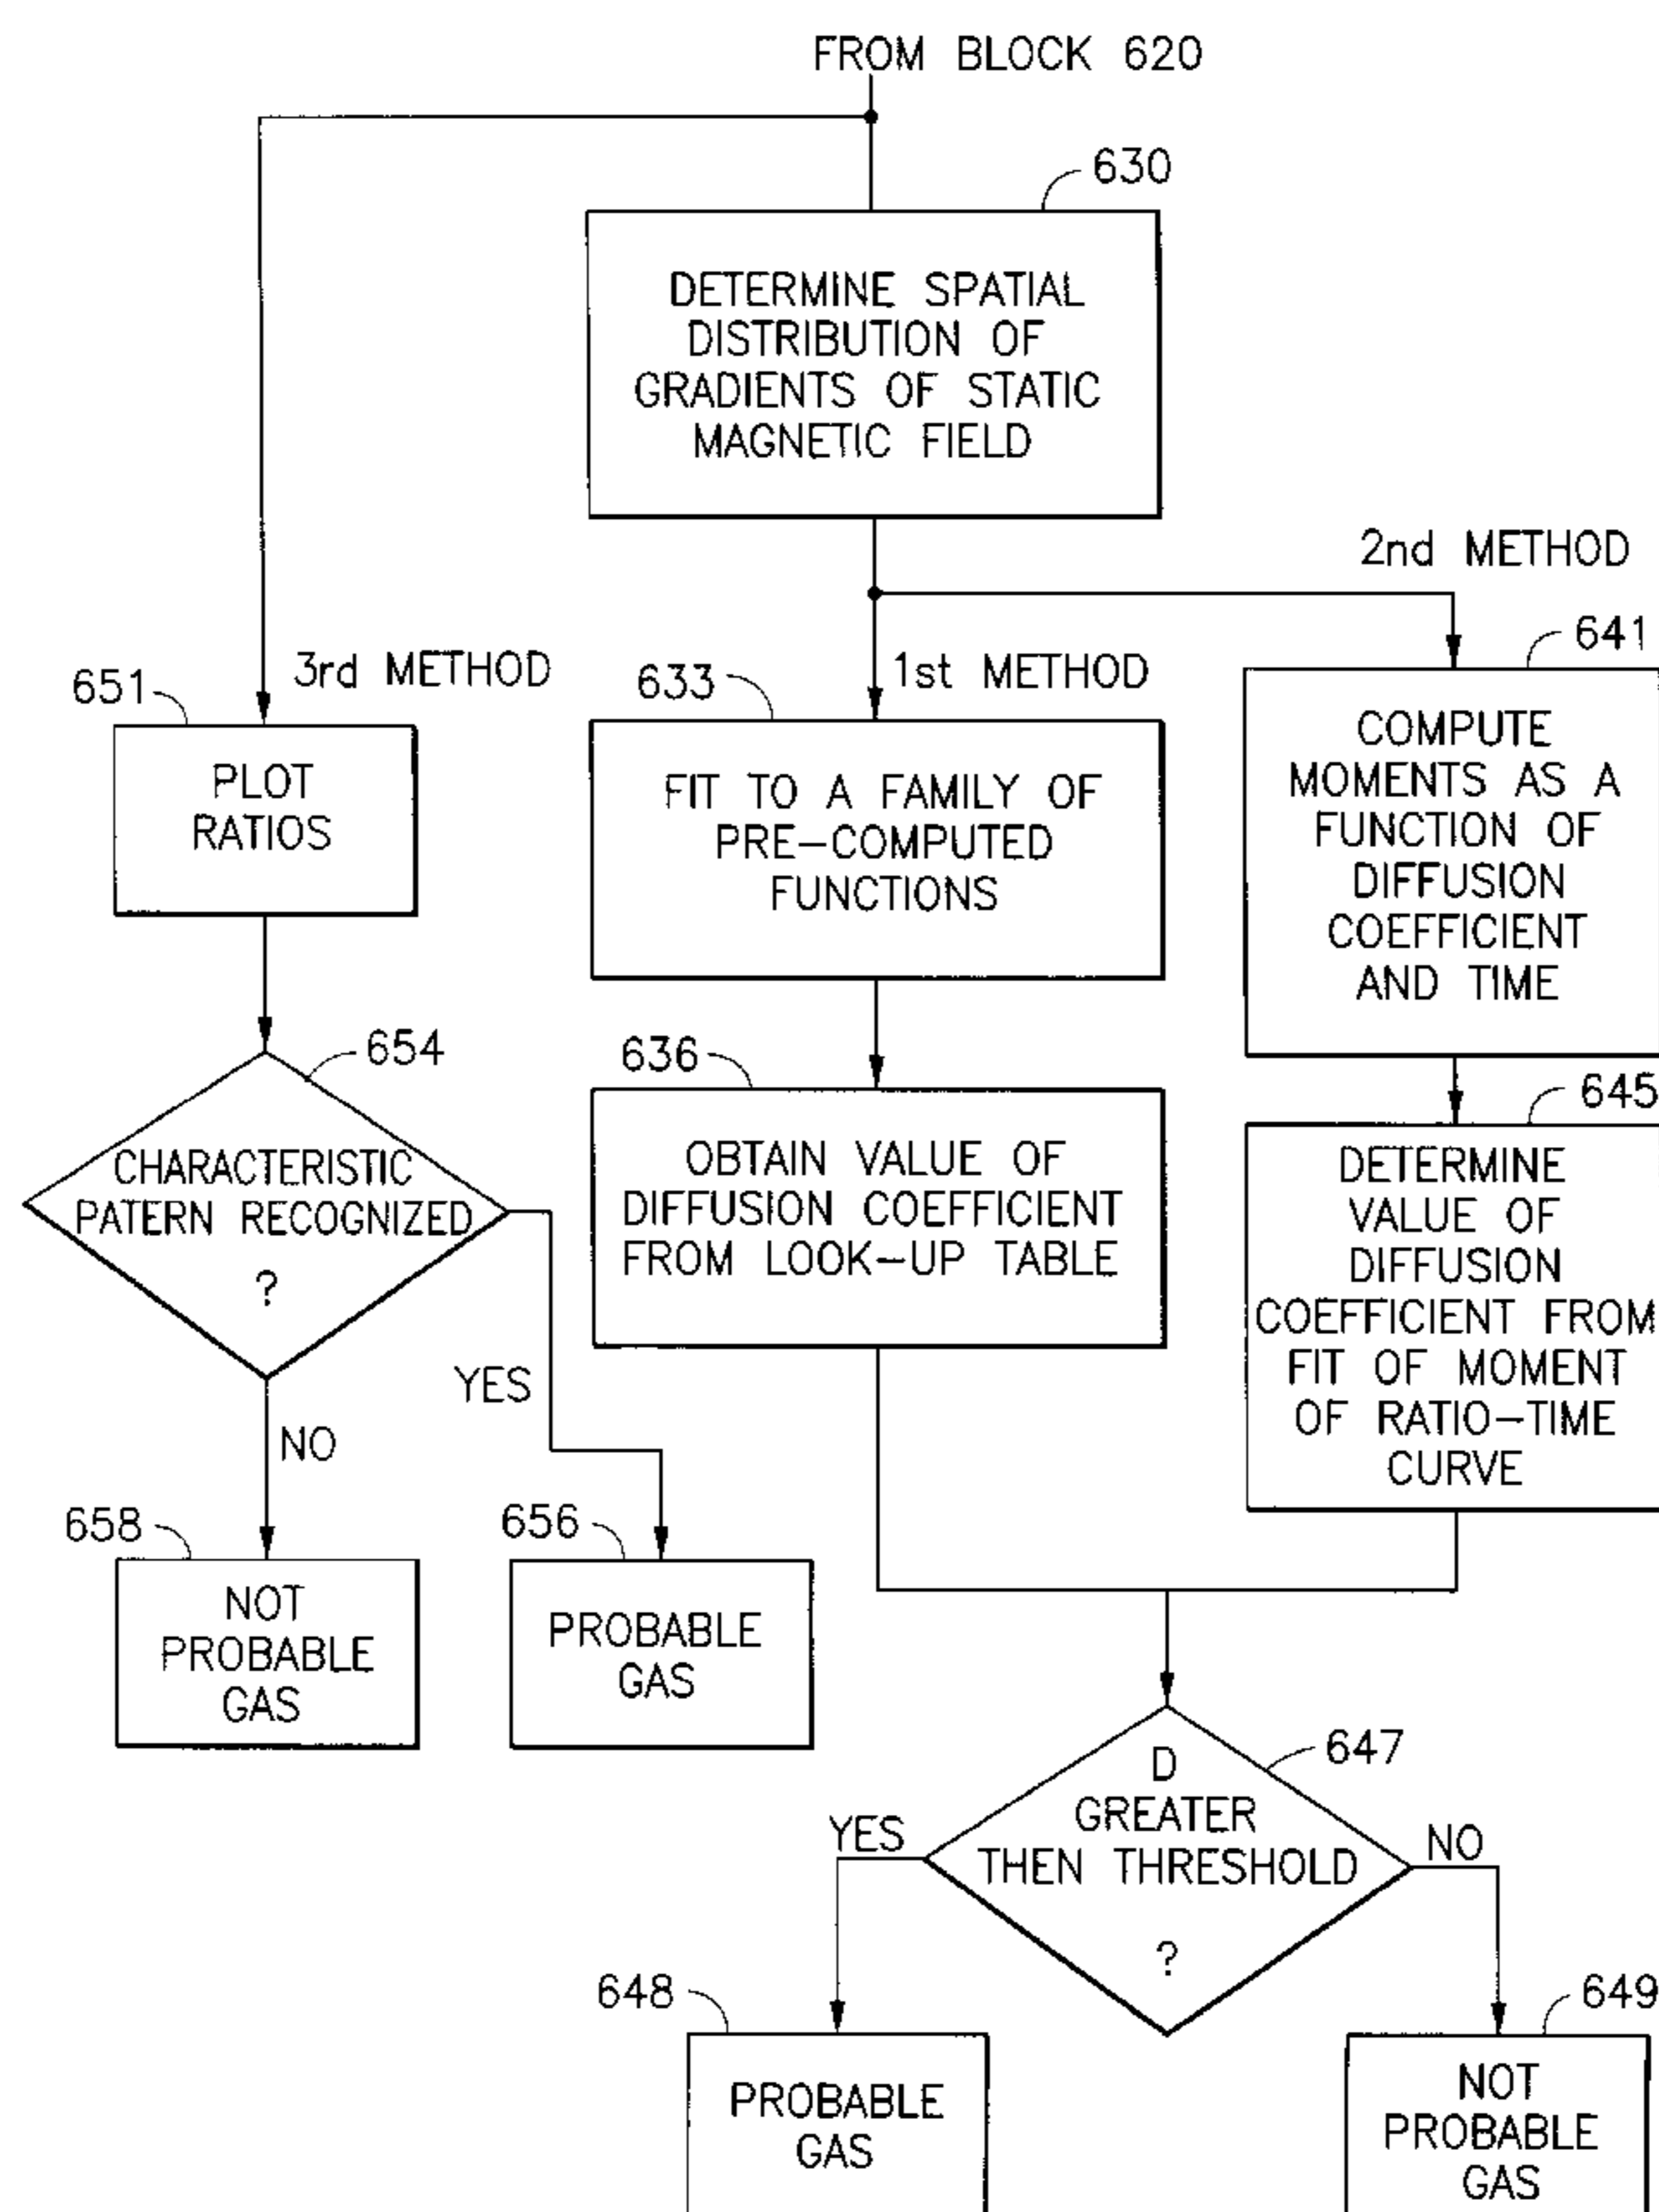 FROM BLOCK 620
630
DETERMINE SPATIAL
DISTRIBUTION OF
GRADIENTS OF STATIC
MAGNETIC FIELD
2nd METHOD
641
3rd METHOD
651
633
1st METHOD
PLOT
RATIOS
FIT TO A FAMILY OF
PRE-COMPUTED
FUNCTIONS
COMPUTE
MOMENTS AS A
FUNCTION OF
DIFFUSION
COEFFICIENT
AND TIME
654
636
645
CHARACTERISTIC
PATERN RECOGNIZED
?
OBTAIN VALUE OF
DIFFUSION COEFFICIENT
FROM LOOK-UP TABLE
DETERMINE
VALUE OF
DIFFUSION
COEFFICIENT FROM
FIT OF MOMENT
OF RATIO-TIME
CURVE
YES
NO
658
656
NOT
PROBABLE
GAS
PROBABLE
GAS
647
D
GREATER
THEN THRESHOLD
?
YES
NO
648
649
PROBABLE
GAS
NOT
PROBABLE
GAS